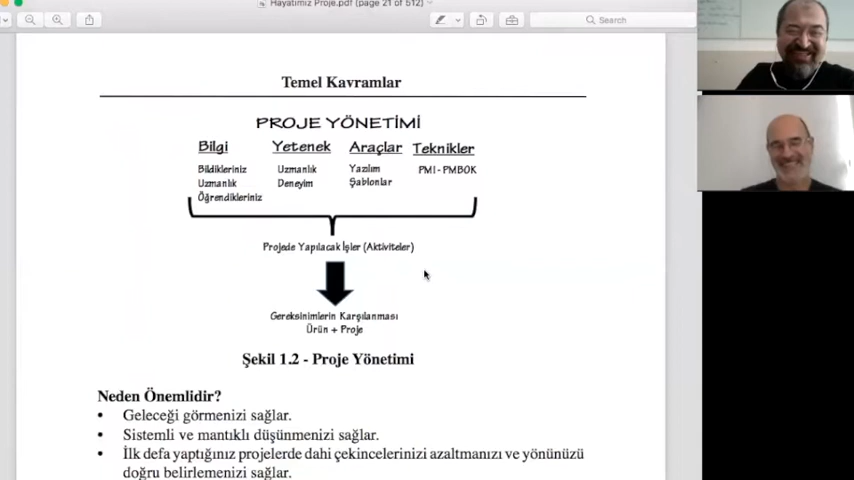 Hayatimiz Proje.pdf (page 21 of 512)
Search
Temel Kavramlar
PROJE YÖNETİMİ
Bilgi Yetenek Araçlar Teknikler
Bildikleriniz Uzmanlık Yazılım PMI - PMBOK
Uzmanlık Deneyim Şablonlar
Öğrendikleriniz
Projede Yapılacak İşler (Aktiviteler)
Gereksinimlerin Karşılanması
Ürün + Proje
Şekil 1.2 - Proje Yönetimi
Neden Önemlidir?
• Geleceği görmenizi sağlar.
• Sistemli ve mantıklı düşünmenizi sağlar.
• İlk defa yaptığınız projelerde dahi çekincelerinizi azaltmanızı ve yönünüzü
doğru belirlemenizi sağlar.